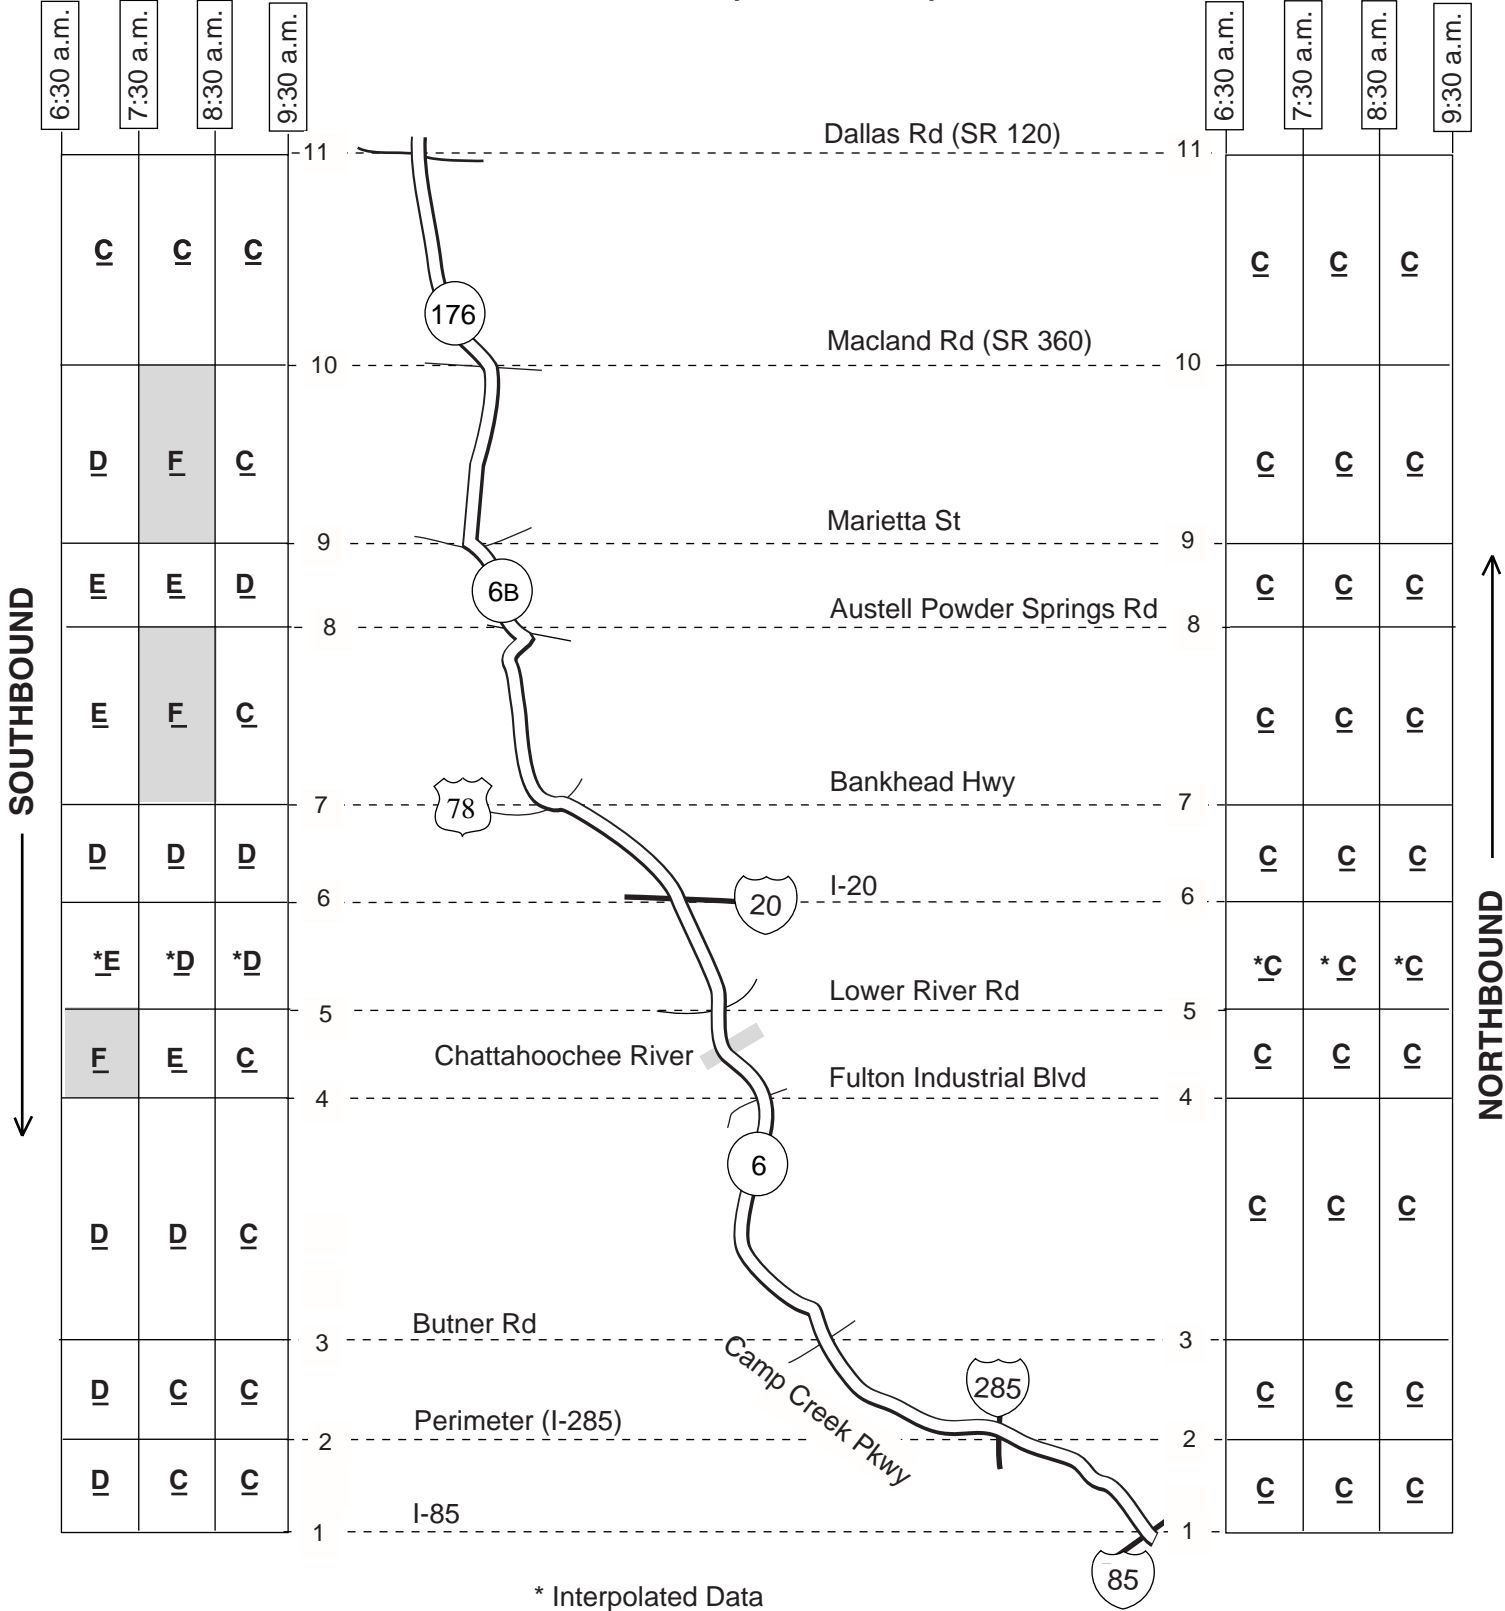 6:30 a.m. 7:30 a.m. 8:30 a.m. 9:30 a.m. 6:30 a.m. 7:30 a.m. 8:30 a.m. 9:30 a.m.
11 Dallas Rd (SR 120) 11
C C C C C C
176
10 Macland Rd (SR 360) 10
D F C C C C
9 Marietta St 9
E E D 6B C C C
8 Austell Powder Springs Rd 8
SOUTHBOUND
E F C C C C
7 78 Bankhead Hwy 7
D D D C C C
6 20 I-20 6
NORTHBOUND
*E *D *D *C * C *C
5 Lower River Rd 5
F E C Chattahoochee River C C C
4 Fulton Industrial Blvd 4
6
D D C C C C
3 Butner Rd 3
Camp Creek Pkwy
285
D C C C C C
2 Perimeter (I-285) 2
D C C C C C
1 I-85 1
85
* Interpolated Data